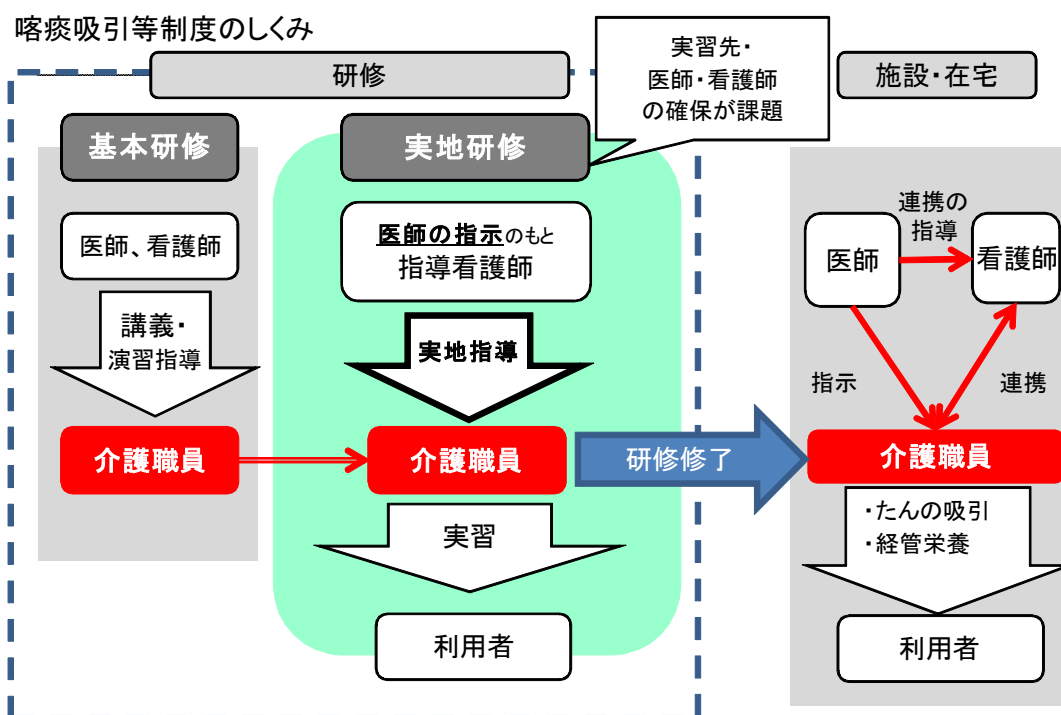 喀痰吸引等制度のしくみ
研修
実習先・
医師・看護師
の確保が課題
施設・在宅
基本研修
医師、看護師
講義・
演習指導
介護職員
実地研修
医師の指示のもと
指導看護師
実地指導
介護職員
実習
利用者
研修修了
連携の
指導
医師
看護師
指示
連携
介護職員
・たんの吸引
・経管栄養
利用者